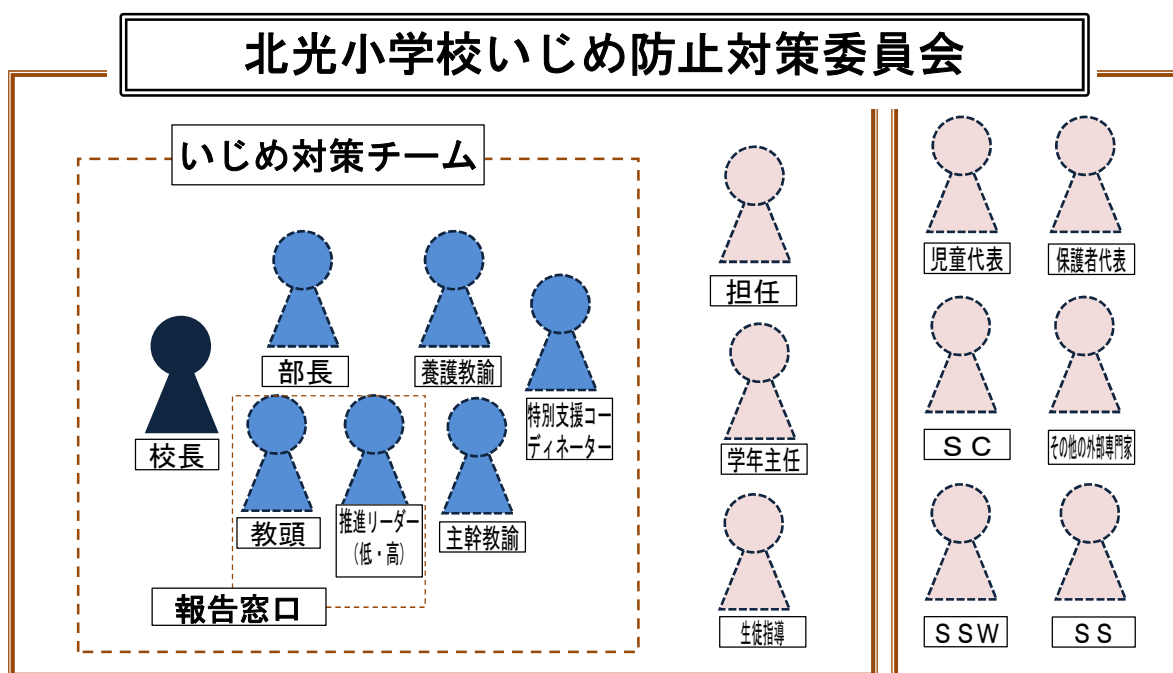 北光小学校いじめ防止対策委員会
いじめ対策チーム
部長
養護教諭
特別支援コー
ディネーター
校長
教頭
推進リーダー
（低・高）
主幹教諭
報告窓口
担任
学年主任
生徒指導
児童代表
保護者代表
ＳＣ
その他の外部専門家
ＳＳＷ
ＳＳ